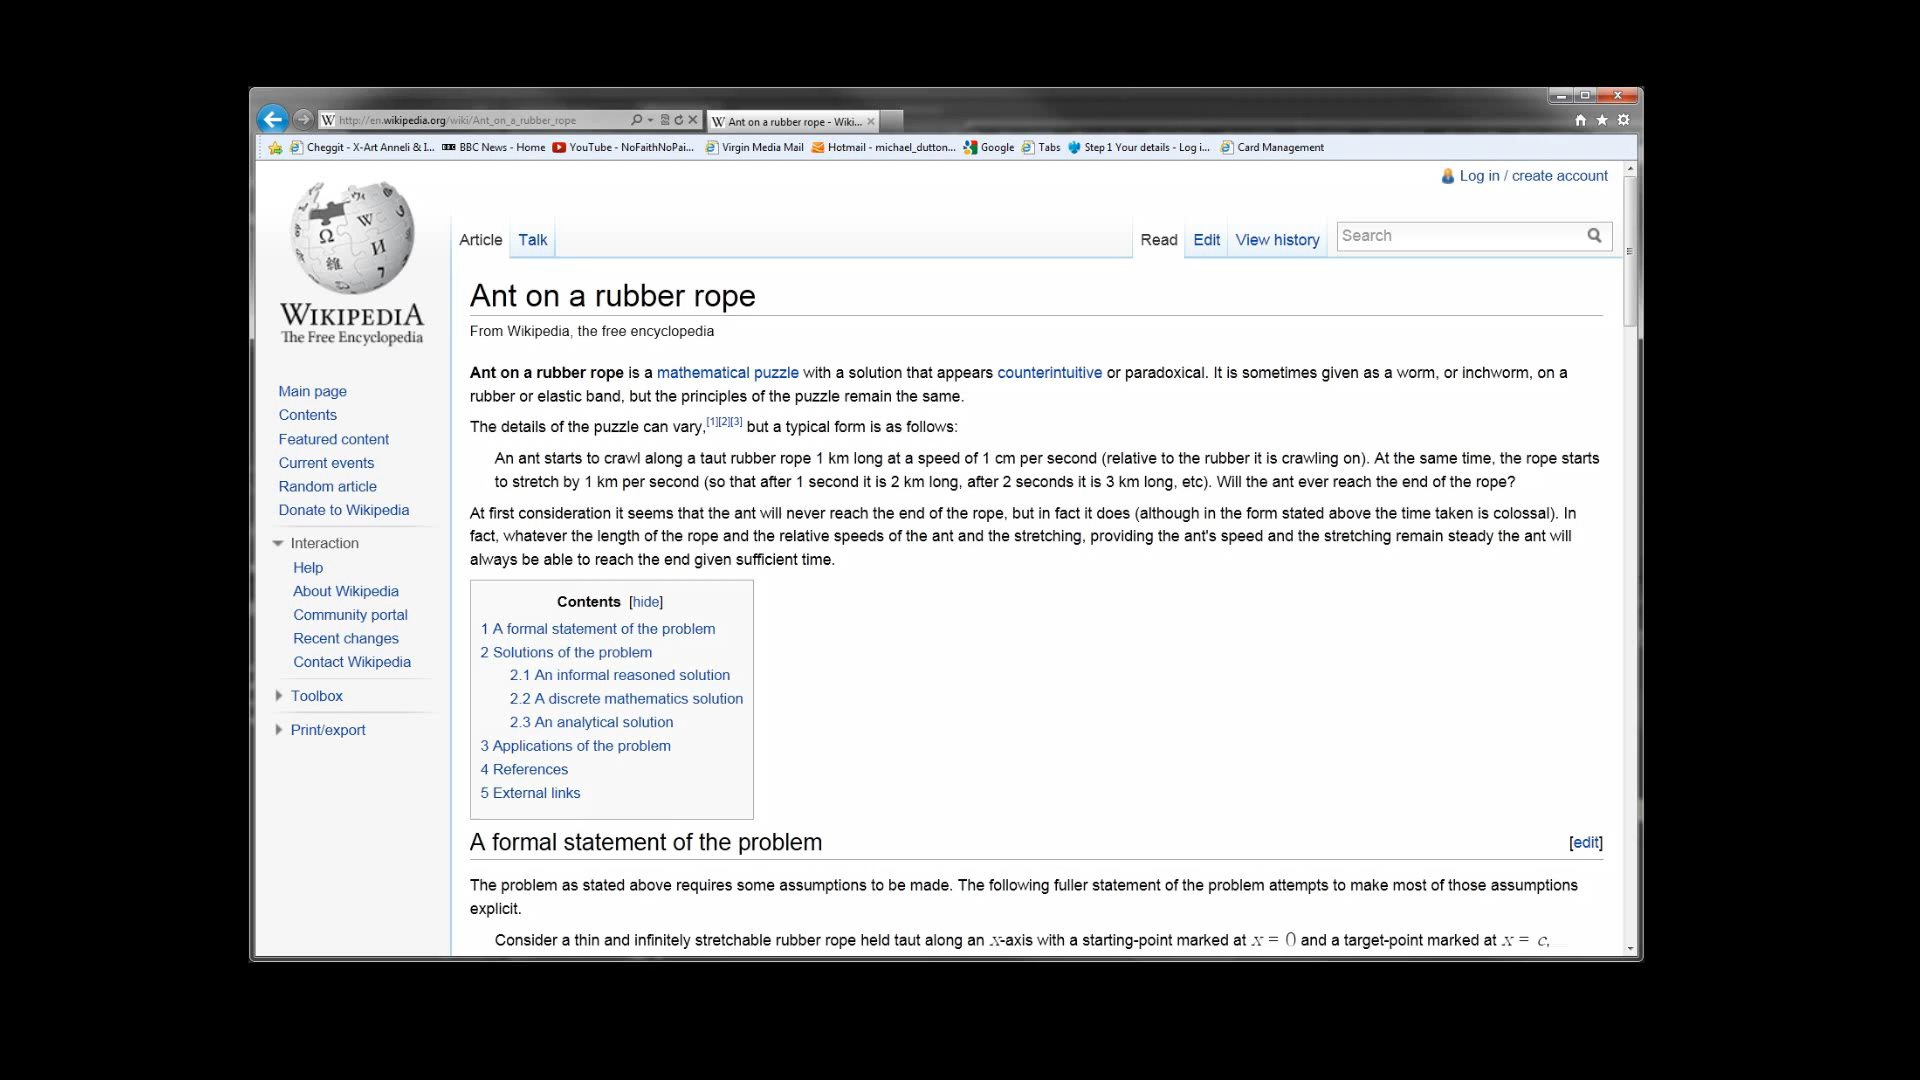 http://en.wikipedia.org/wiki/Ant_on_a_rubber_rope
Ant on a rubber rope - Wiki...
Cheggit - X-Art Anneli & I... BBC News - Home YouTube - NoFaithNoPai... Virgin Media Mail Hotmail - michael_dutton... Google Tabs Step 1 Your details - Log i... Card Management
Log in / create account
Article Talk Read Edit View history Search
WIKIPEDIA
The Free Encyclopedia
Main page
Contents
Featured content
Current events
Random article
Donate to Wikipedia
Interaction
Help
About Wikipedia
Community portal
Recent changes
Contact Wikipedia
Toolbox
Print/export
Ant on a rubber rope
From Wikipedia, the free encyclopedia
Ant on a rubber rope is a mathematical puzzle with a solution that appears counterintuitive or paradoxical. It is sometimes given as a worm, or inchworm, on a
rubber or elastic band, but the principles of the puzzle remain the same.
The details of the puzzle can vary,[1][2][3] but a typical form is as follows:
An ant starts to crawl along a taut rubber rope 1 km long at a speed of 1 cm per second (relative to the rubber it is crawling on). At the same time, the rope starts
to stretch by 1 km per second (so that after 1 second it is 2 km long, after 2 seconds it is 3 km long, etc). Will the ant ever reach the end of the rope?
At first consideration it seems that the ant will never reach the end of the rope, but in fact it does (although in the form stated above the time taken is colossal). In
fact, whatever the length of the rope and the relative speeds of the ant and the stretching, providing the ant's speed and the stretching remain steady the ant will
always be able to reach the end given sufficient time.
Contents [hide]
1 A formal statement of the problem
2 Solutions of the problem
2.1 An informal reasoned solution
2.2 A discrete mathematics solution
2.3 An analytical solution
3 Applications of the problem
4 References
5 External links
A formal statement of the problem [edit]
The problem as stated above requires some assumptions to be made. The following fuller statement of the problem attempts to make most of those assumptions
explicit.
Consider a thin and infinitely stretchable rubber rope held taut along an x-axis with a starting-point marked at x = 0 and a target-point marked at x = c,